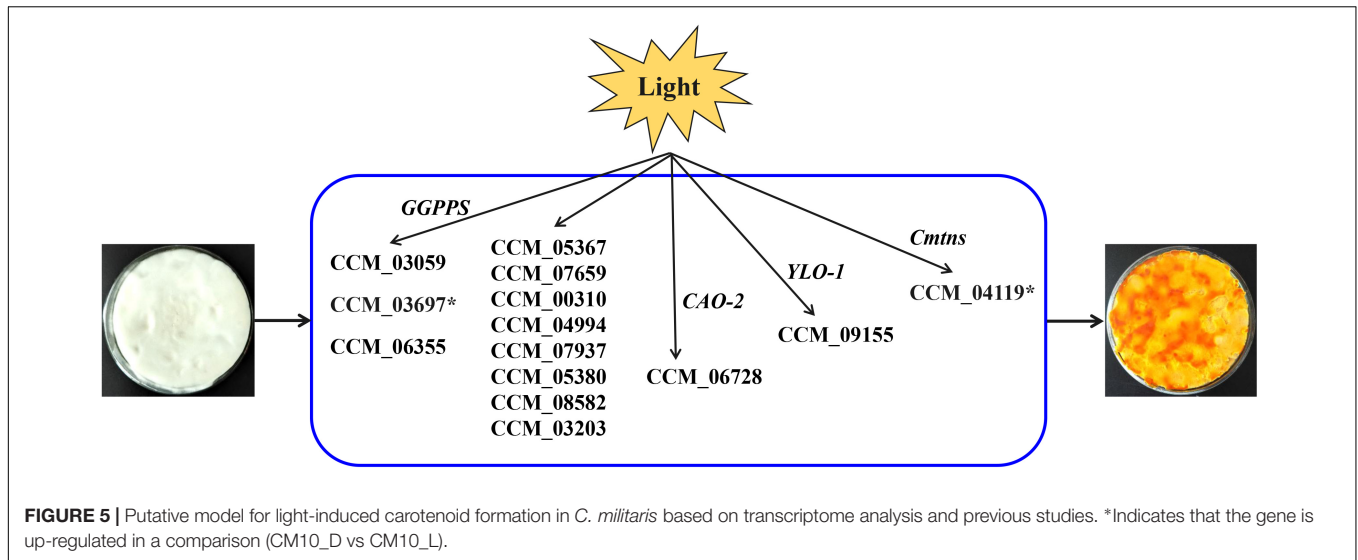 Light
GGPPS
CCM_03059
CCM_03697*
CCM_06355
CCM_05367
CCM_07659
CCM_00310
CCM_04994
CCM_07937
CCM_05380
CCM_08582
CCM_03203
CAO-2
CCM_06728
YLO-1
CCM_09155
Cmtns
CCM_04119*
FIGURE 5 | Putative model for light-induced carotenoid formation in C. militaris based on transcriptome analysis and previous studies. *Indicates that the gene is
up-regulated in a comparison (CM10_D vs CM10_L).